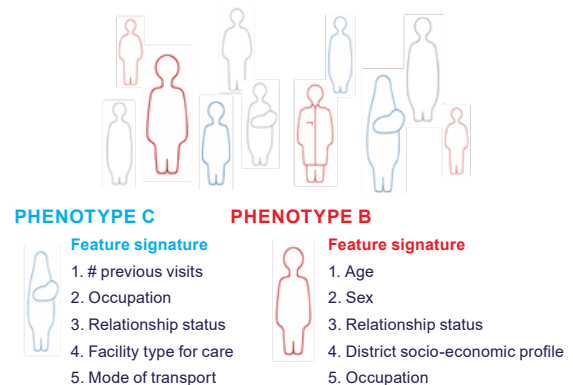 PHENOTYPE C
Feature signature
1. # previous visits
2. Occupation
3. Relationship status
4. Facility type for care
5. Mode of transport
PHENOTYPE B
Feature signature
1. Age
2. Sex
3. Relationship status
4. District socio-economic profile
5. Occupation